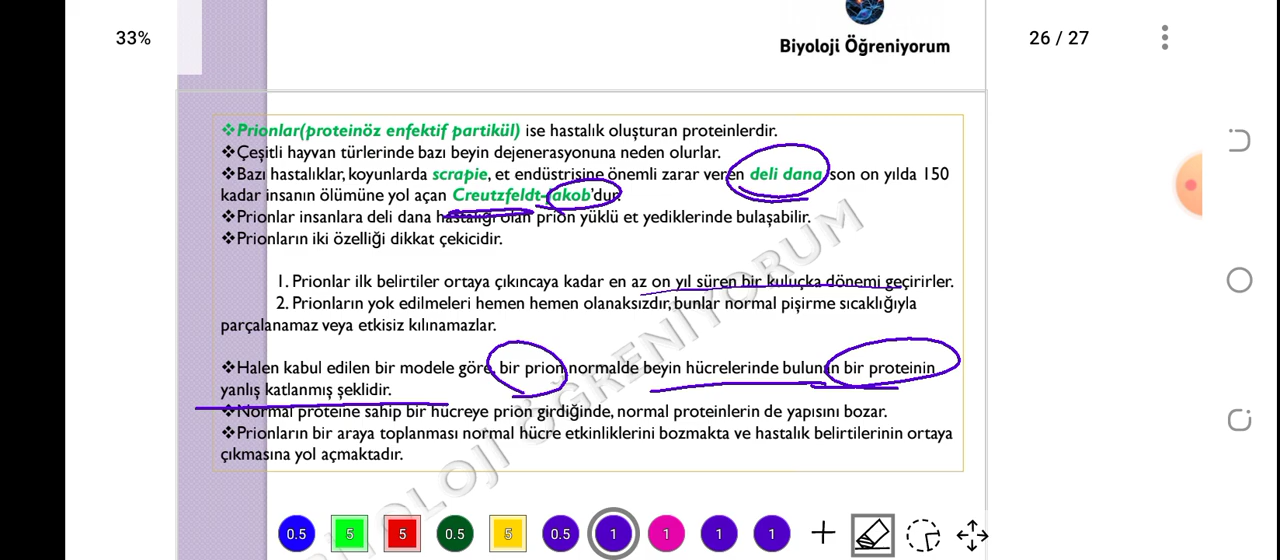 33%
Biyoloji Öğreniyorum
26 / 27
❖Prionlar(proteinöz enfektif partikül) ise hastalık oluşturan proteinlerdir.
❖Çeşitli hayvan türlerinde bazı beyin dejenerasyonuna neden olurlar.
❖Bazı hastalıklar, koyunlarda scrapie, et endüstrisine önemli zarar veren deli dana, son on yılda 150
kadar insanın ölümüne yol açan Creutzfeldt-Jakob'dur.
❖Prionlar insanlara deli dana hastalığı olan prion yüklü et yediklerinde bulaşabilir.
❖Prionların iki özelliği dikkat çekicidir.
1. Prionlar ilk belirtiler ortaya çıkıncaya kadar en az on yıl süren bir kuluçka dönemi geçirirler.
2. Prionların yok edilmeleri hemen hemen olanaksızdır, bunlar normal pişirme sıcaklığıyla
parçalanamaz veya etkisiz kılınamazlar.
❖Halen kabul edilen bir modele göre, bir prion normalde beyin hücrelerinde bulunan bir proteinin
yanlış katlanmış şeklidir.
❖Normal proteine sahip bir hücreye prion girdiğinde, normal proteinlerin de yapısını bozar.
❖Prionların bir araya toplanması normal hücre etkinliklerini bozmakta ve hastalık belirtilerinin ortaya
çıkmasına yol açmaktadır.
BİYOLOJİ ÖĞRENİYORUM
0.5 5 5 0.5 5 0.5 1 1 1 1